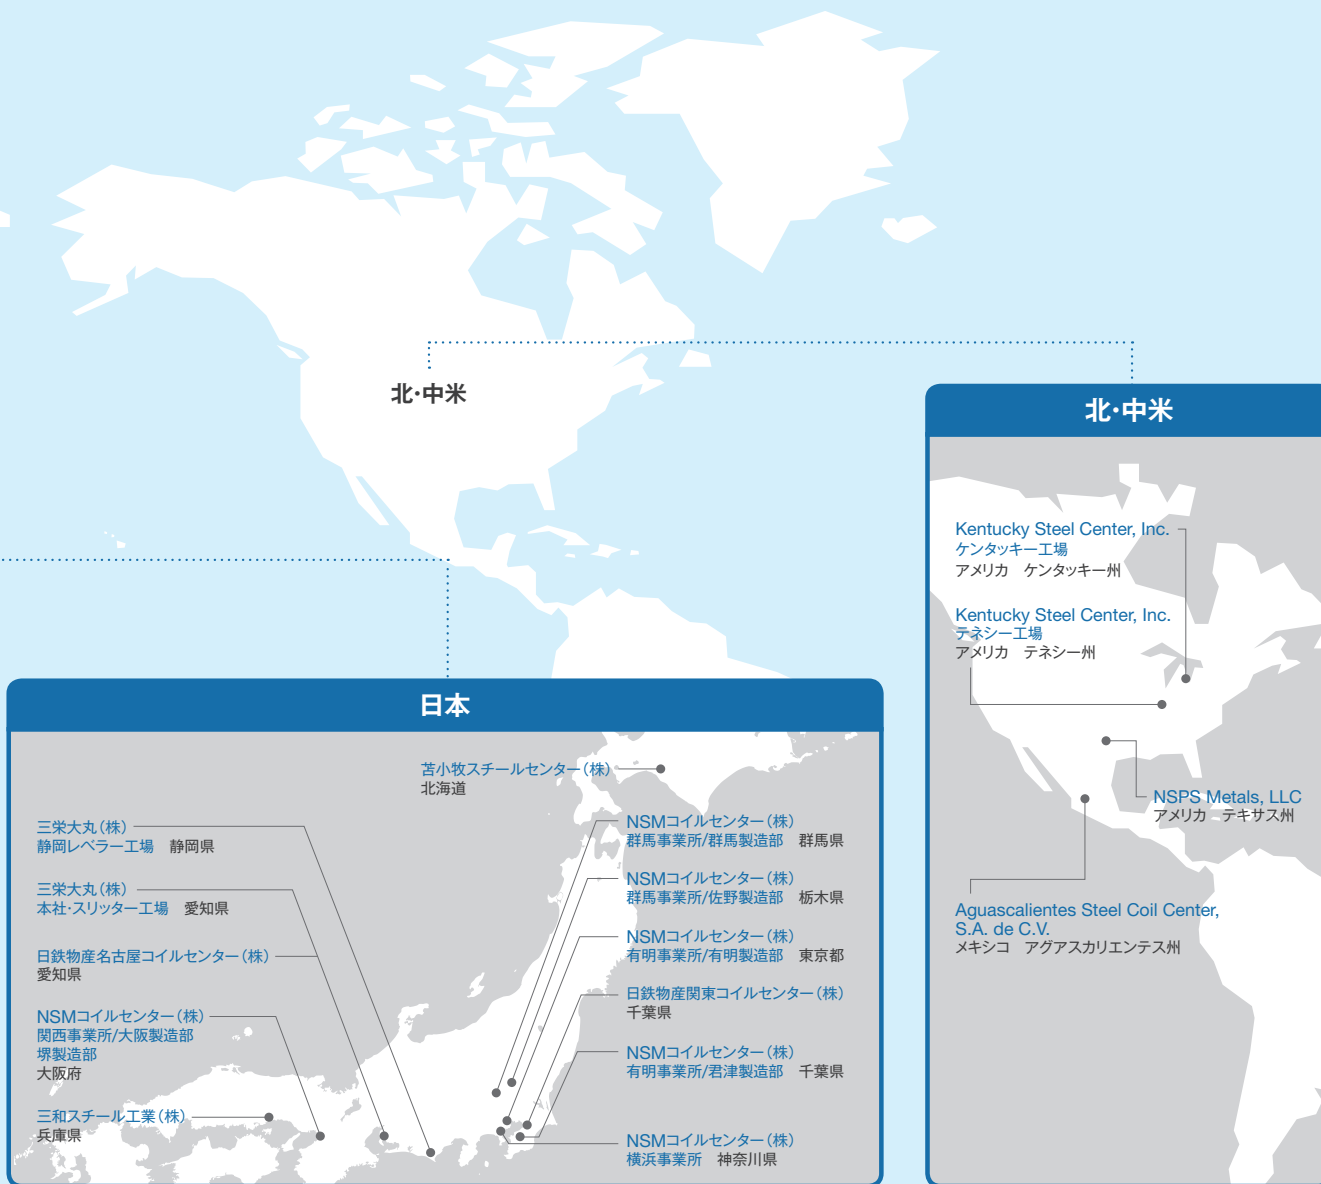 北・中米
北・中米
Kentucky Steel Center, Inc.
ケンタッキー工場
アメリカ　ケンタッキー州
Kentucky Steel Center, Inc.
テネシー工場
アメリカ　テネシー州
NSPS Metals, LLC
アメリカ　テキサス州
Aguascalientes Steel Coil Center,
S.A. de C.V.
メキシコ　アグアスカリエンテス州
日本
苫小牧スチールセンター（株）
北海道
三栄大丸（株）
静岡レベラー工場　静岡県
三栄大丸（株）
本社・スリッター工場　愛知県
日鉄物産名古屋コイルセンター（株）
愛知県
NSMコイルセンター（株）
関西事業所/大阪製造部
堺製造部
大阪府
三和スチール工業（株）
兵庫県
NSMコイルセンター（株）
群馬事業所/群馬製造部　群馬県
NSMコイルセンター（株）
群馬事業所/佐野製造部　栃木県
NSMコイルセンター（株）
有明事業所/有明製造部　東京都
日鉄物産関東コイルセンター（株）
千葉県
NSMコイルセンター（株）
有明事業所/君津製造部　千葉県
NSMコイルセンター（株）
横浜事業所　神奈川県